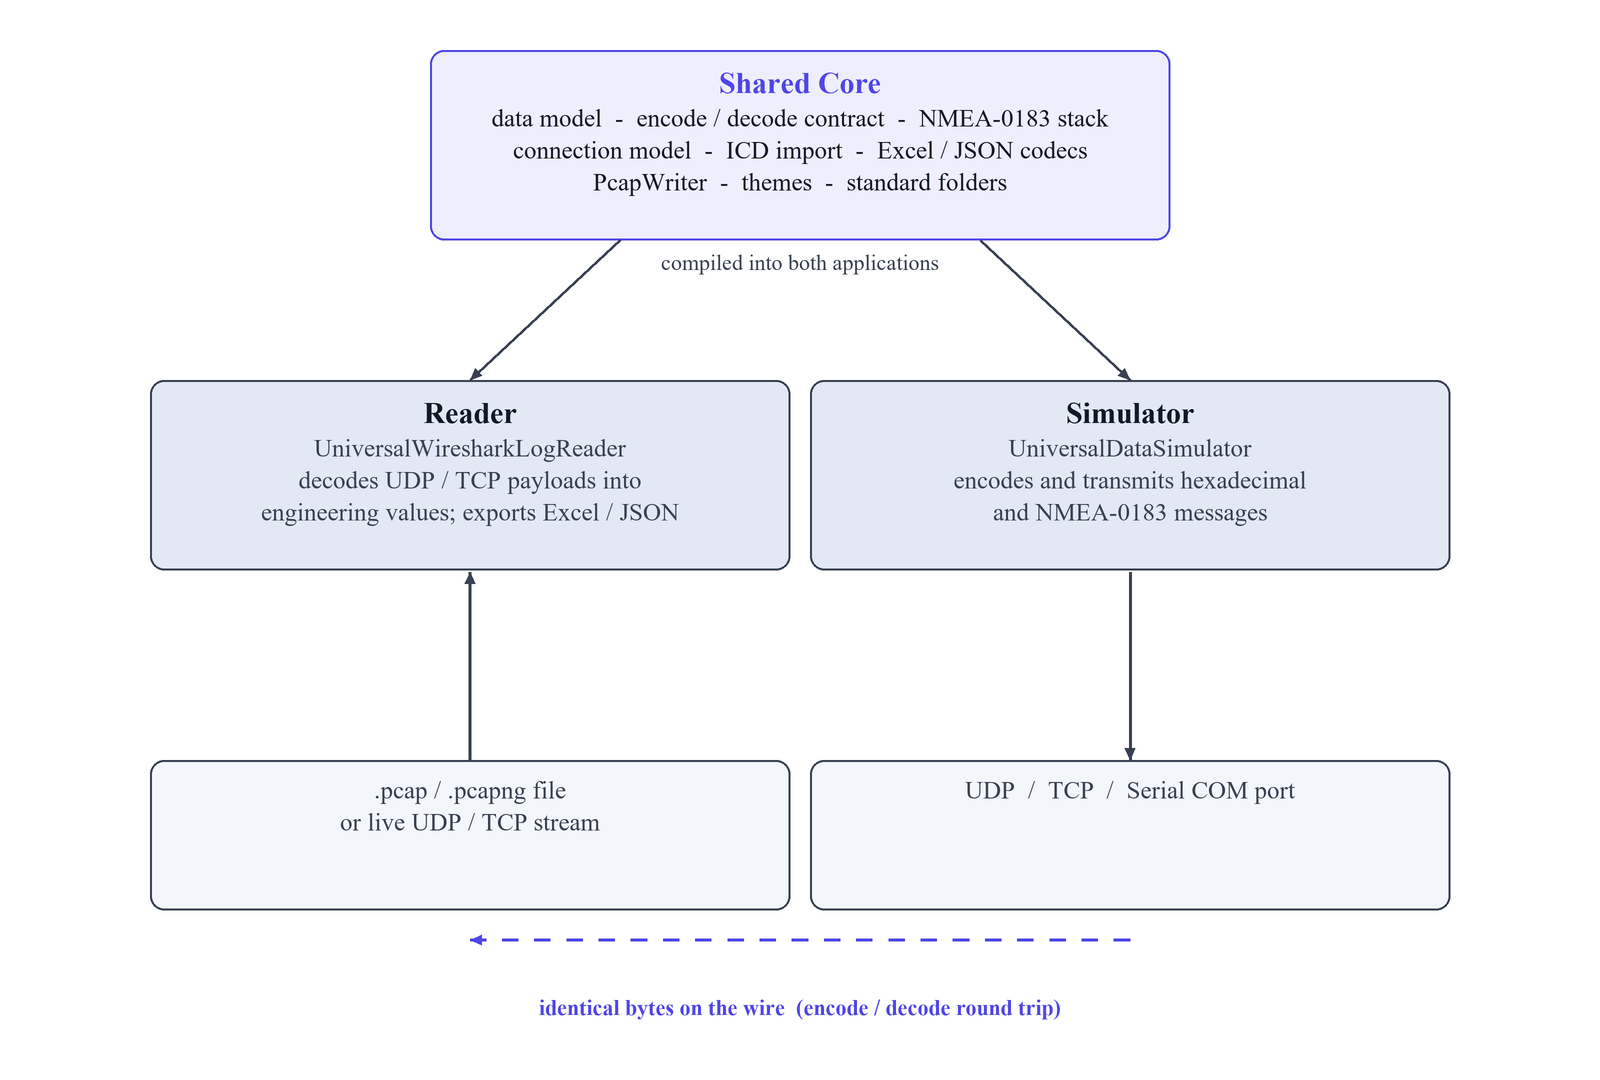 Shared Core
data model - encode / decode contract - NMEA-0183 stack
connection model - ICD import - Excel / JSON codecs
PcapWriter - themes - standard folders
compiled into both applications
Reader
UniversalWiresharkLogReader
decodes UDP / TCP payloads into
engineering values; exports Excel / JSON
Simulator
UniversalDataSimulator
encodes and transmits hexadecimal
and NMEA-0183 messages
.pcap / .pcapng file
or live UDP / TCP stream
UDP / TCP / Serial COM port
identical bytes on the wire (encode / decode round trip)